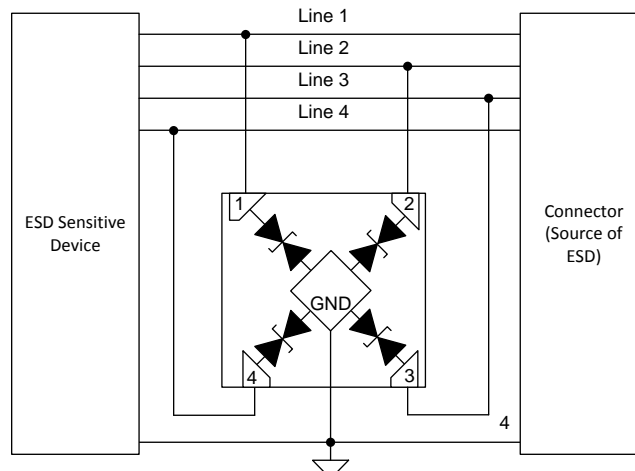 Line 1
Line 2
Line 3
Line 4
1
2
ESD Sensitive
Device
Connector
(Source of
ESD)
GND
4
3
4